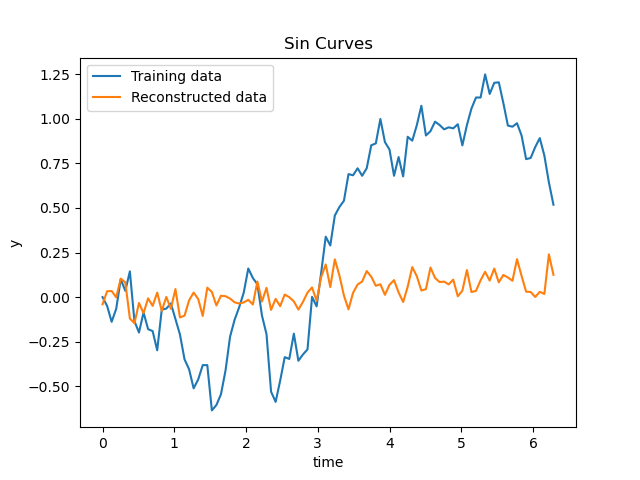 Sin Curves
Training data
Reconstructed data
1.25
1.00
0.75
0.50
0.25
0.00
−0.25
−0.50
y
0 1 2 3 4 5 6
time